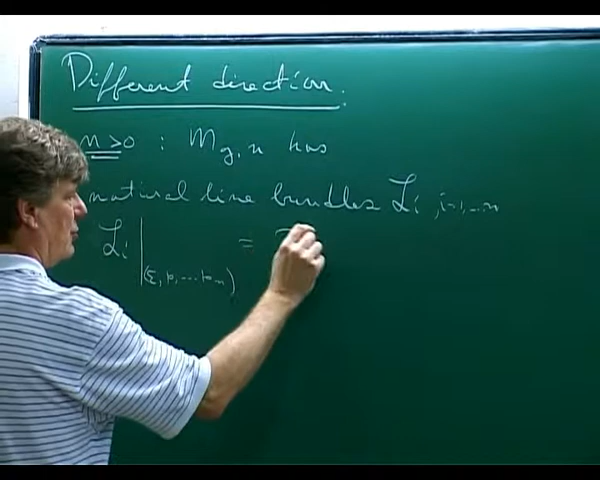 Different direction.
n > 0 : M_{g,n} has
natural line bundles L_i, i=1,...n
L_i |_{(Σ, p_1, ... p_n)} = T